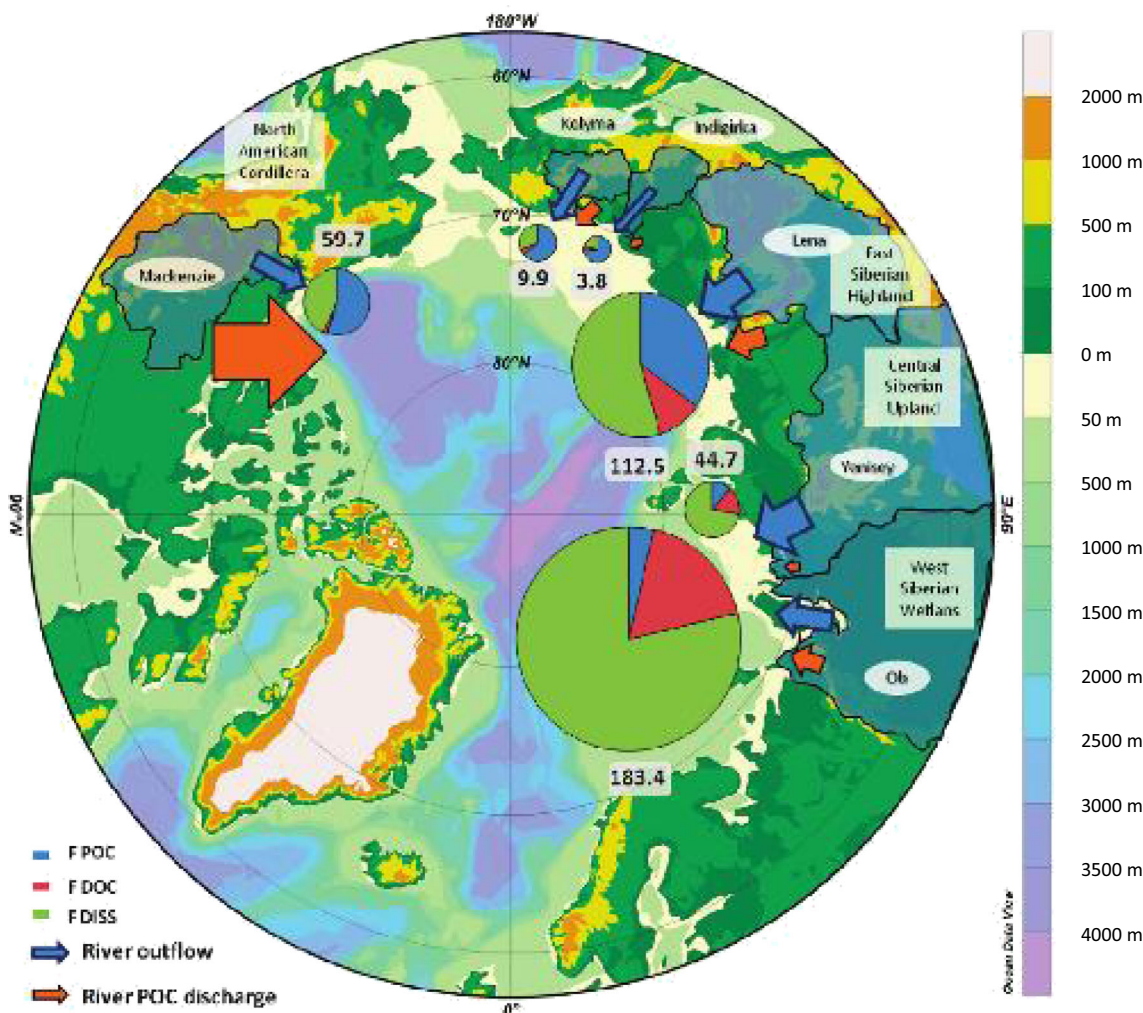 180°W
60°N
Kolyma
Indigirka
North
American
Cordillera
2000 m
1000 m
500 m
100 m
0 m
50 m
500 m
1000 m
1500 m
2000 m
2500 m
3000 m
3500 m
4000 m
70°N
59.7
Mackenzie
9.9
3.8
Lena
East
Siberian
Highland
80°N
Central
Siberian
Upland
112.5
44.7
Yenisey
90°W
90°E
West
Siberian
Wetlans
Ob
183.4
F POC
F DOC
F DISS
River outflow
River POC discharge
0°
Ocean Data View